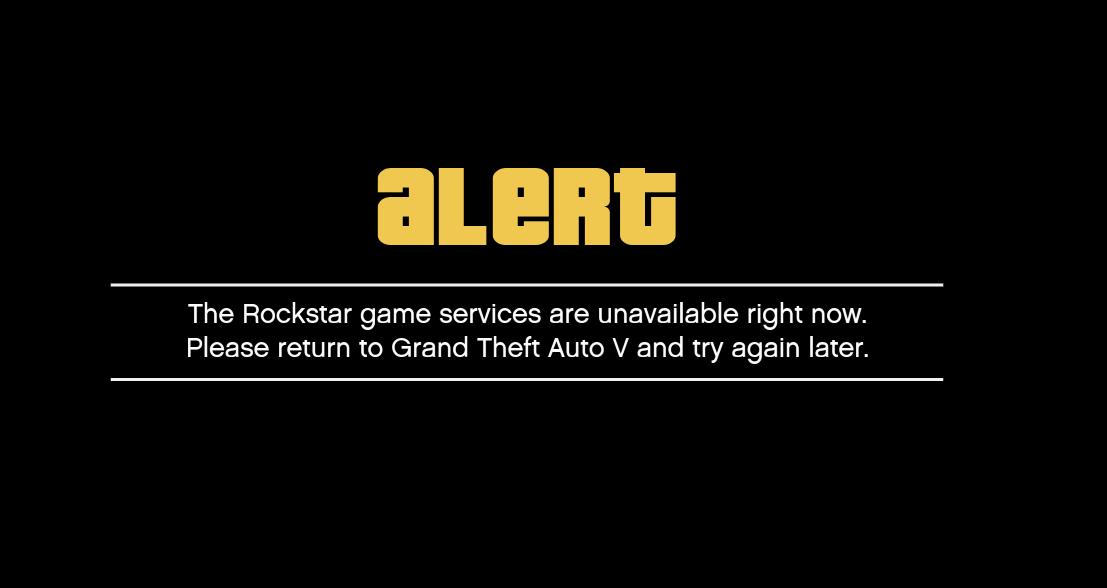 aLeRt
The Rockstar game services are unavailable right now.
Please return to Grand Theft Auto V and try again later.